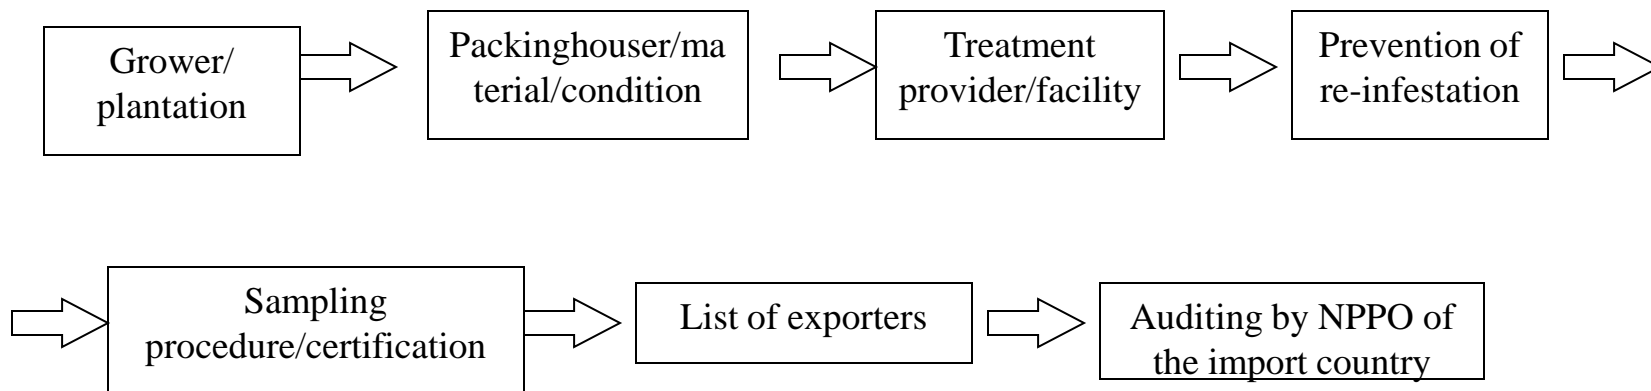 Grower/
plantation
Packinghouser/ma
terial/condition
Treatment
provider/facility
Prevention of
re-infestation
Sampling
procedure/certification
List of exporters
Auditing by NPPO of
the import country